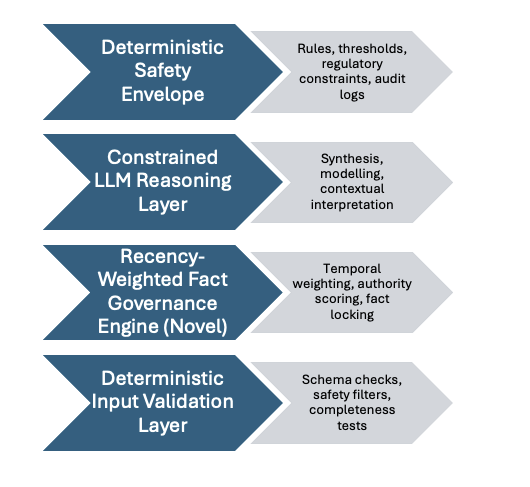 Deterministic
Safety
Envelope
Rules, thresholds,
regulatory
constraints, audit
logs
Constrained
LLM Reasoning
Layer
Synthesis,
modelling,
contextual
interpretation
Recency-
Weighted Fact
Governance
Engine (Novel)
Temporal
weighting, authority
scoring, fact
locking
Deterministic
Input Validation
Layer
Schema checks,
safety filters,
completeness
tests